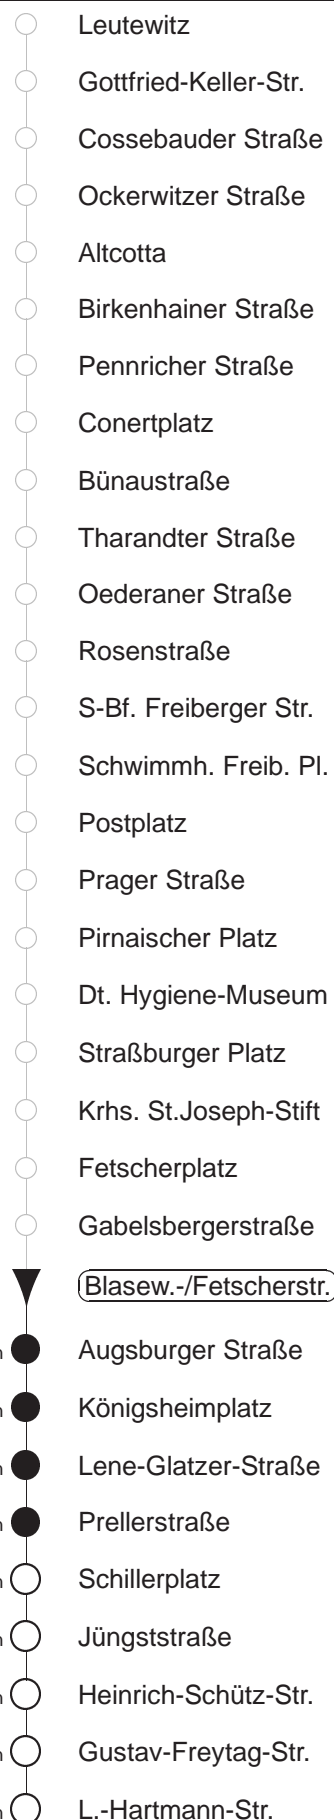 Leutewitz
Gottfried-Keller-Str.
Cossebauder Straße
Ockerwitzer Straße
Altcotta
Birkenhainer Straße
Pennricher Straße
Conertplatz
Bünaustraße
Tharandter Straße
Oederaner Straße
Rosenstraße
S-Bf. Freiberger Str.
Schwimmh. Freib. Pl.
Postplatz
Prager Straße
Pirnaischer Platz
Dt. Hygiene-Museum
Straßburger Platz
Krhs. St.Joseph-Stift
Fetscherplatz
Gabelsbergerstraße
Blasew.-/Fetscherstr.
Augsburger Straße
Königsheimplatz
Lene-Glatzer-Straße
Prellerstraße
Schillerplatz
Jüngststraße
Heinrich-Schütz-Str.
Gustav-Freytag-Str.
L.-Hartmann-Str.